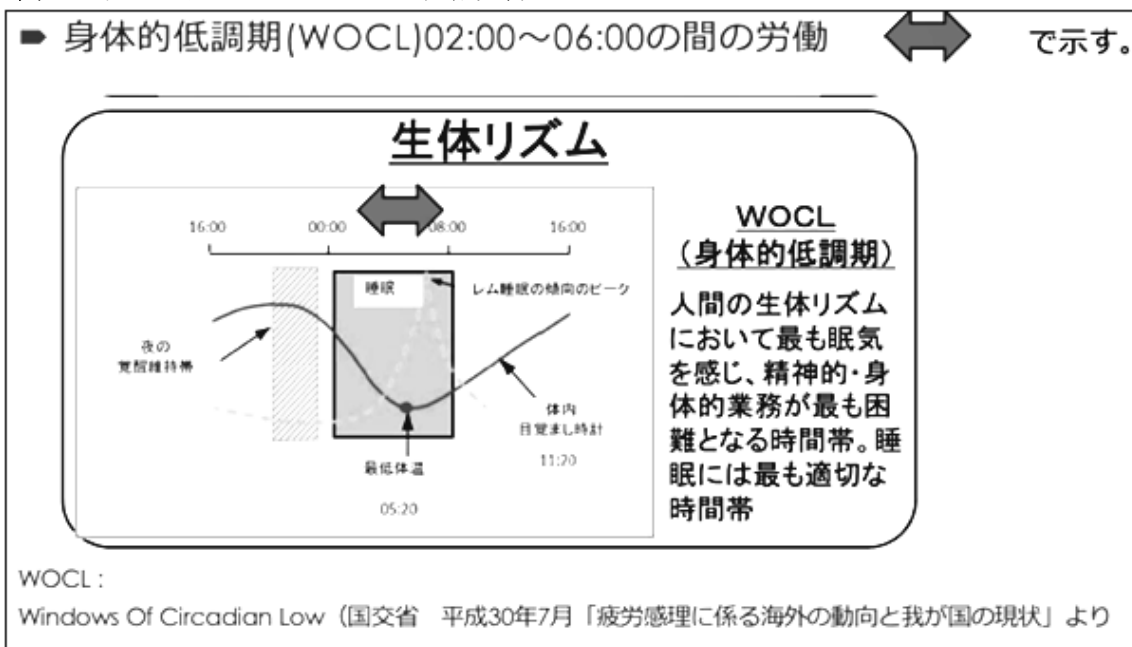 ➡ 身体的低調期(WOCL)02:00～06:00の間の労働 で示す。
生体リズム
16:00 00:00 08:00 16:00
睡眠
レム睡眠の傾向のピーク
夜の
覚醒維持帯
体内
目覚まし時計
11:20
最低体温
05:20
WOCL
（身体的低調期）
人間の生体リズム
において最も眠気
を感じ、精神的・身
体的業務が最も困
難となる時間帯。睡
眠には最も適切な
時間帯
WOCL :
Windows Of Circadian Low（国交省　平成30年7月「疲労感理に係る海外の動向と我が国の現状」より